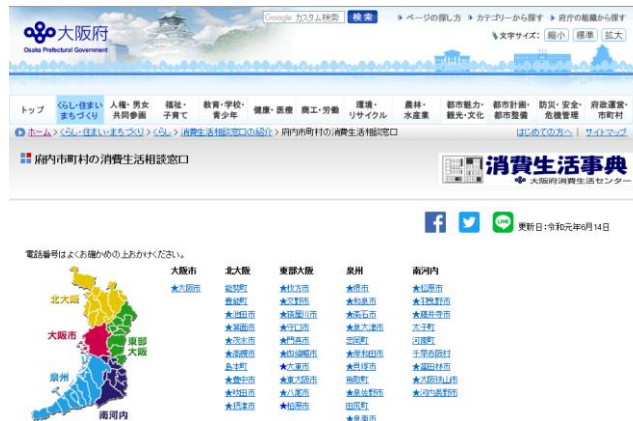 大阪府
Osaka Prefectural Government
Google カスタム検索 検索
ページの探し方 カテゴリーから探す 府庁の組織から探す
文字サイズ: 縮小 標準 拡大
トップ
くらし・住まい・まちづくり
人権・男女共同参画
福祉・子育て
教育・学校・青少年
健康・医療
商工・労働
環境・リサイクル
農林・水産業
都市魅力・観光・文化
都市計画・都市整備
防災・安全・危機管理
府政運営・市町村
ホーム > くらし・住まい・まちづくり > くらし > 消費生活相談窓口の紹介 > 府内市町村の消費生活相談窓口
はじめての方へ | サイトマップ
府内市町村の消費生活相談窓口
消費生活事典
大阪府消費生活センター
更新日:令和元年6月14日
電話番号はよくお確かめの上おかけください。
北大阪
大阪市
東部大阪
泉州
南河内
大阪市 北大阪 東部大阪 泉州 南河内
★大阪市 能勢町 ★枚方市 ★堺市 ★松原市
豊能町 ★交野市 ★和泉市 ★羽曳野市
★池田市 ★寝屋川市 ★高石市 ★藤井寺市
★箕面市 ★守口市 ★泉大津市 太子町
★茨木市 ★門真市 忠岡町 河南町
★高槻市 ★四條畷市 ★岸和田市 千早赤阪村
島本町 ★大東市 ★貝塚市 ★富田林市
★豊中市 ★東大阪市 熊取町 ★大阪狭山市
★吹田市 ★八尾市 ★泉佐野市 ★河内長野市
★摂津市 ★柏原市 田尻町
★泉南市